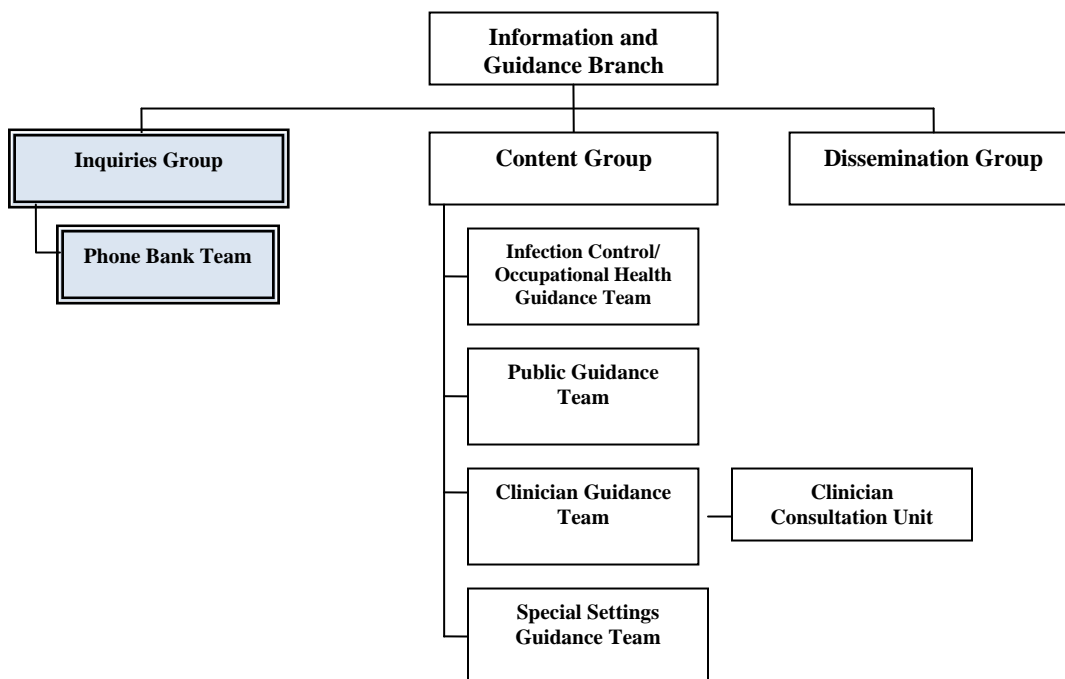 Information and
Guidance Branch
Inquiries Group
Content Group
Dissemination Group
Phone Bank Team
Infection Control/
Occupational Health
Guidance Team
Public Guidance
Team
Clinician Guidance
Team
Clinician
Consultation Unit
Special Settings
Guidance Team